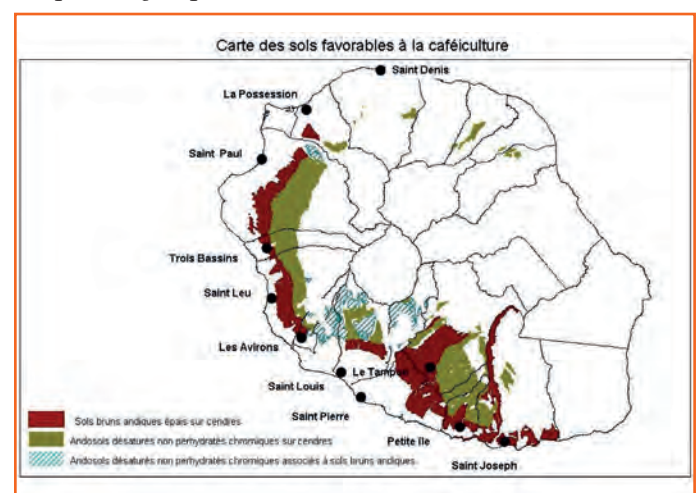 Carte des sols favorables à la caféiculture
Saint Denis
La Possession
Saint Paul
Trois Bassins
Saint Leu
Les Avirons
Le Tampon
Saint Louis
Saint Pierre
Petite Ile
Saint Joseph
Sols bruns andiques épais sur cendres
Andosols désaturés non perhydratés chromiques sur cendres
Andosols désaturés non perhydratés chromiques associés à sols bruns andiques